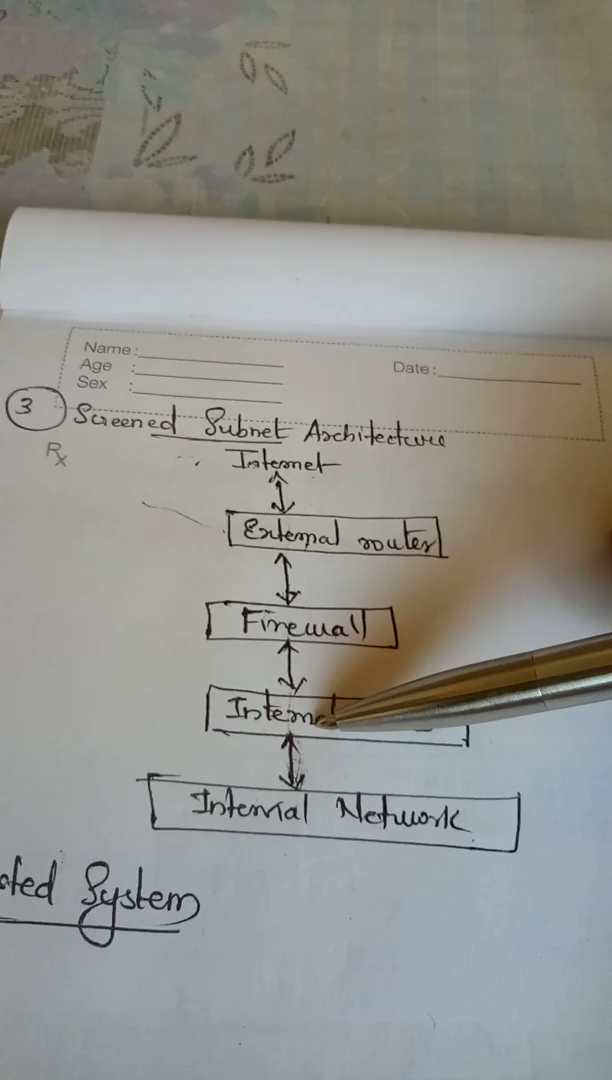 Name:
Date:
Age :
Sex :
3 Screened Subnet Architecture
Rx
Internet
External router
Firewall
Internal Network
System